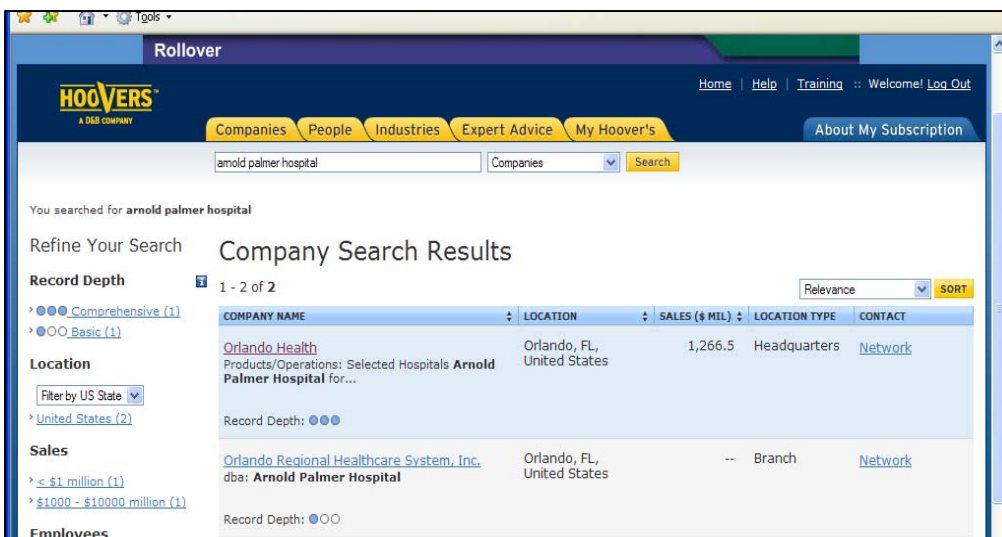 Tools
Rollover
HOOVERS™
A D&B COMPANY
Home | Help | Training :: Welcome! Log Out
Companies People Industries Expert Advice My Hoover's About My Subscription
arnold palmer hospital Companies Search
You searched for arnold palmer hospital
Refine Your Search
Company Search Results
Record Depth
1 - 2 of 2
Relevance SORT
Comprehensive (1)
Basic (1)
COMPANY NAME LOCATION SALES ($ MIL) LOCATION TYPE CONTACT
Orlando Health Orlando, FL, United States 1,266.5 Headquarters Network
Products/Operations: Selected Hospitals Arnold
Palmer Hospital for...
Location
Filter by US State
United States (2)
Record Depth:
Sales
< $1 million (1)
$1000 - $10000 million (1)
Orlando Regional Healthcare System, Inc. Orlando, FL, United States -- Branch Network
dba: Arnold Palmer Hospital
Record Depth:
Employees